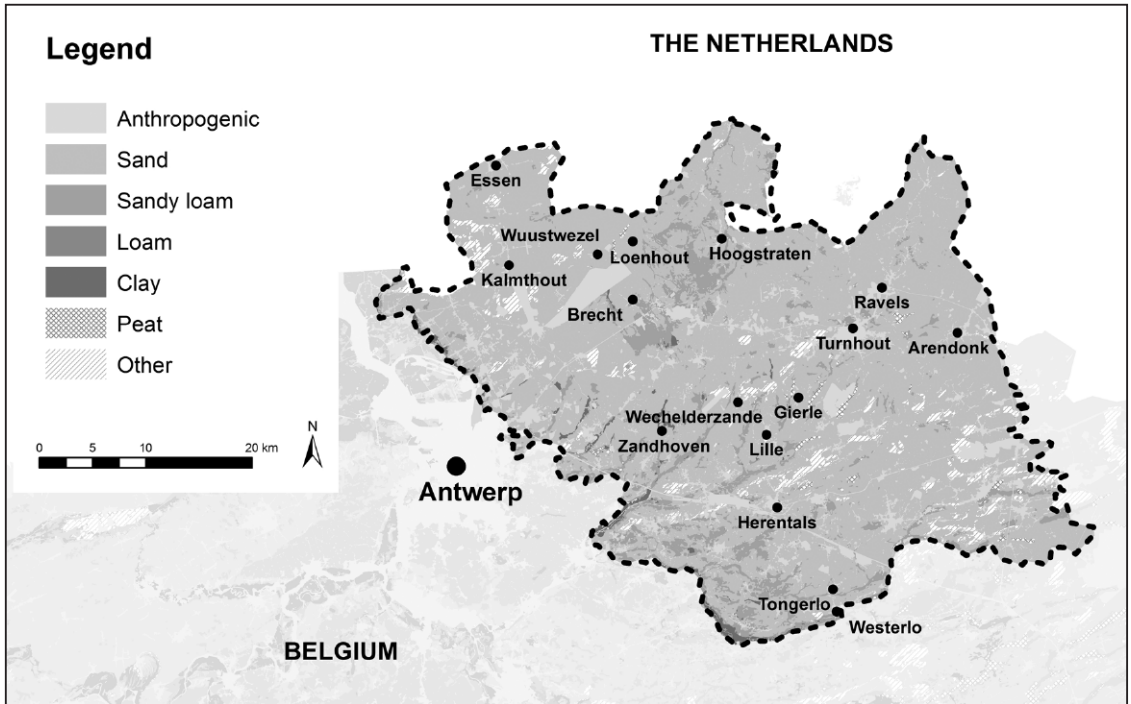 Legend
Anthropogenic
Sand
Sandy loam
Loam
Clay
Peat
Other
0 5 10 20 km
N
THE NETHERLANDS
Essen
Wuustwezel
Loenhout
Hoogstraten
Kalmthout
Brecht
Ravels
Turnhout
Arendonk
Wechelderzande
Gierle
Zandhoven
Lille
Antwerp
Herentals
Tongerlo
Westerlo
BELGIUM